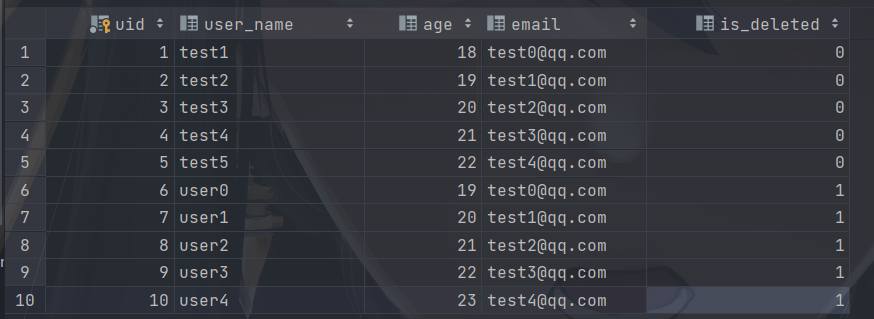 uid user_name age email is_deleted
1 1 test1 18 test0@qq.com 0
2 2 test2 19 test1@qq.com 0
3 3 test3 20 test2@qq.com 0
4 4 test4 21 test3@qq.com 0
5 5 test5 22 test4@qq.com 0
6 6 user0 19 test0@qq.com 1
7 7 user1 20 test1@qq.com 1
8 8 user2 21 test2@qq.com 1
9 9 user3 22 test3@qq.com 1
10 10 user4 23 test4@qq.com 1